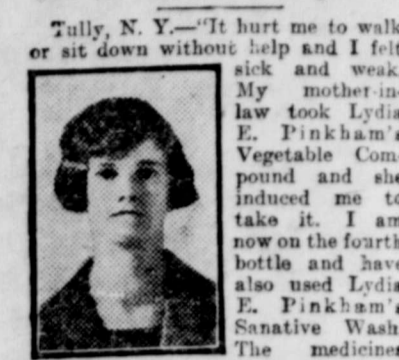 Tully, N. Y.—"It hurt me to walk
or sit down without help and I felt
sick and weak
My mother-in-
law took Lydia
E. Pinkham's
Vegetable Com-
pound and she
induced me to
take it. I am
now on the fourth
bottle and have
also used Lydia
E. Pinkham's
Sanative Wash
The medicines